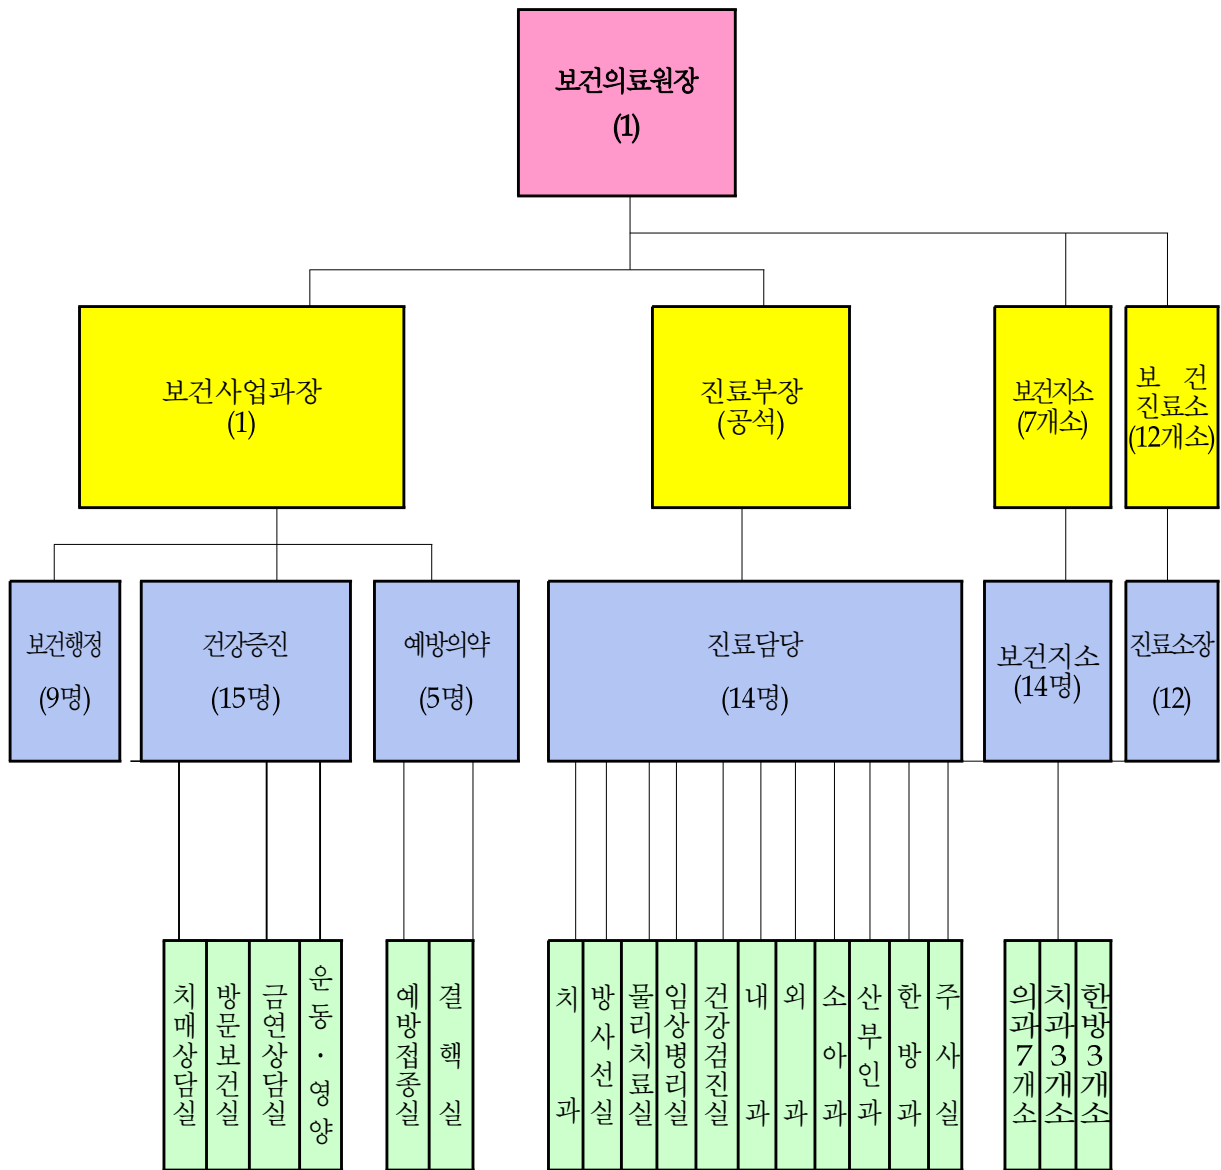 보건의료원장
(1)
보건사업과장
(1)
진료부장
(공석)
보건지소
(7개소)
보 건
진료소
(12개소)
보건행정
(9명)
건강증진
(15명)
예방의약
(5명)
진료담당
(14명)
보건지소
(14명)
진료소장
(12)
치매상담실
방문보건실
금연상담실
운동·영양
예방접종실
결핵실
치과
방사선실
물리치료실
임상병리실
건강검진실
내과
외과
소아과
산부인과
한방과
주사실
의과7개소
치과3개소
한방3개소